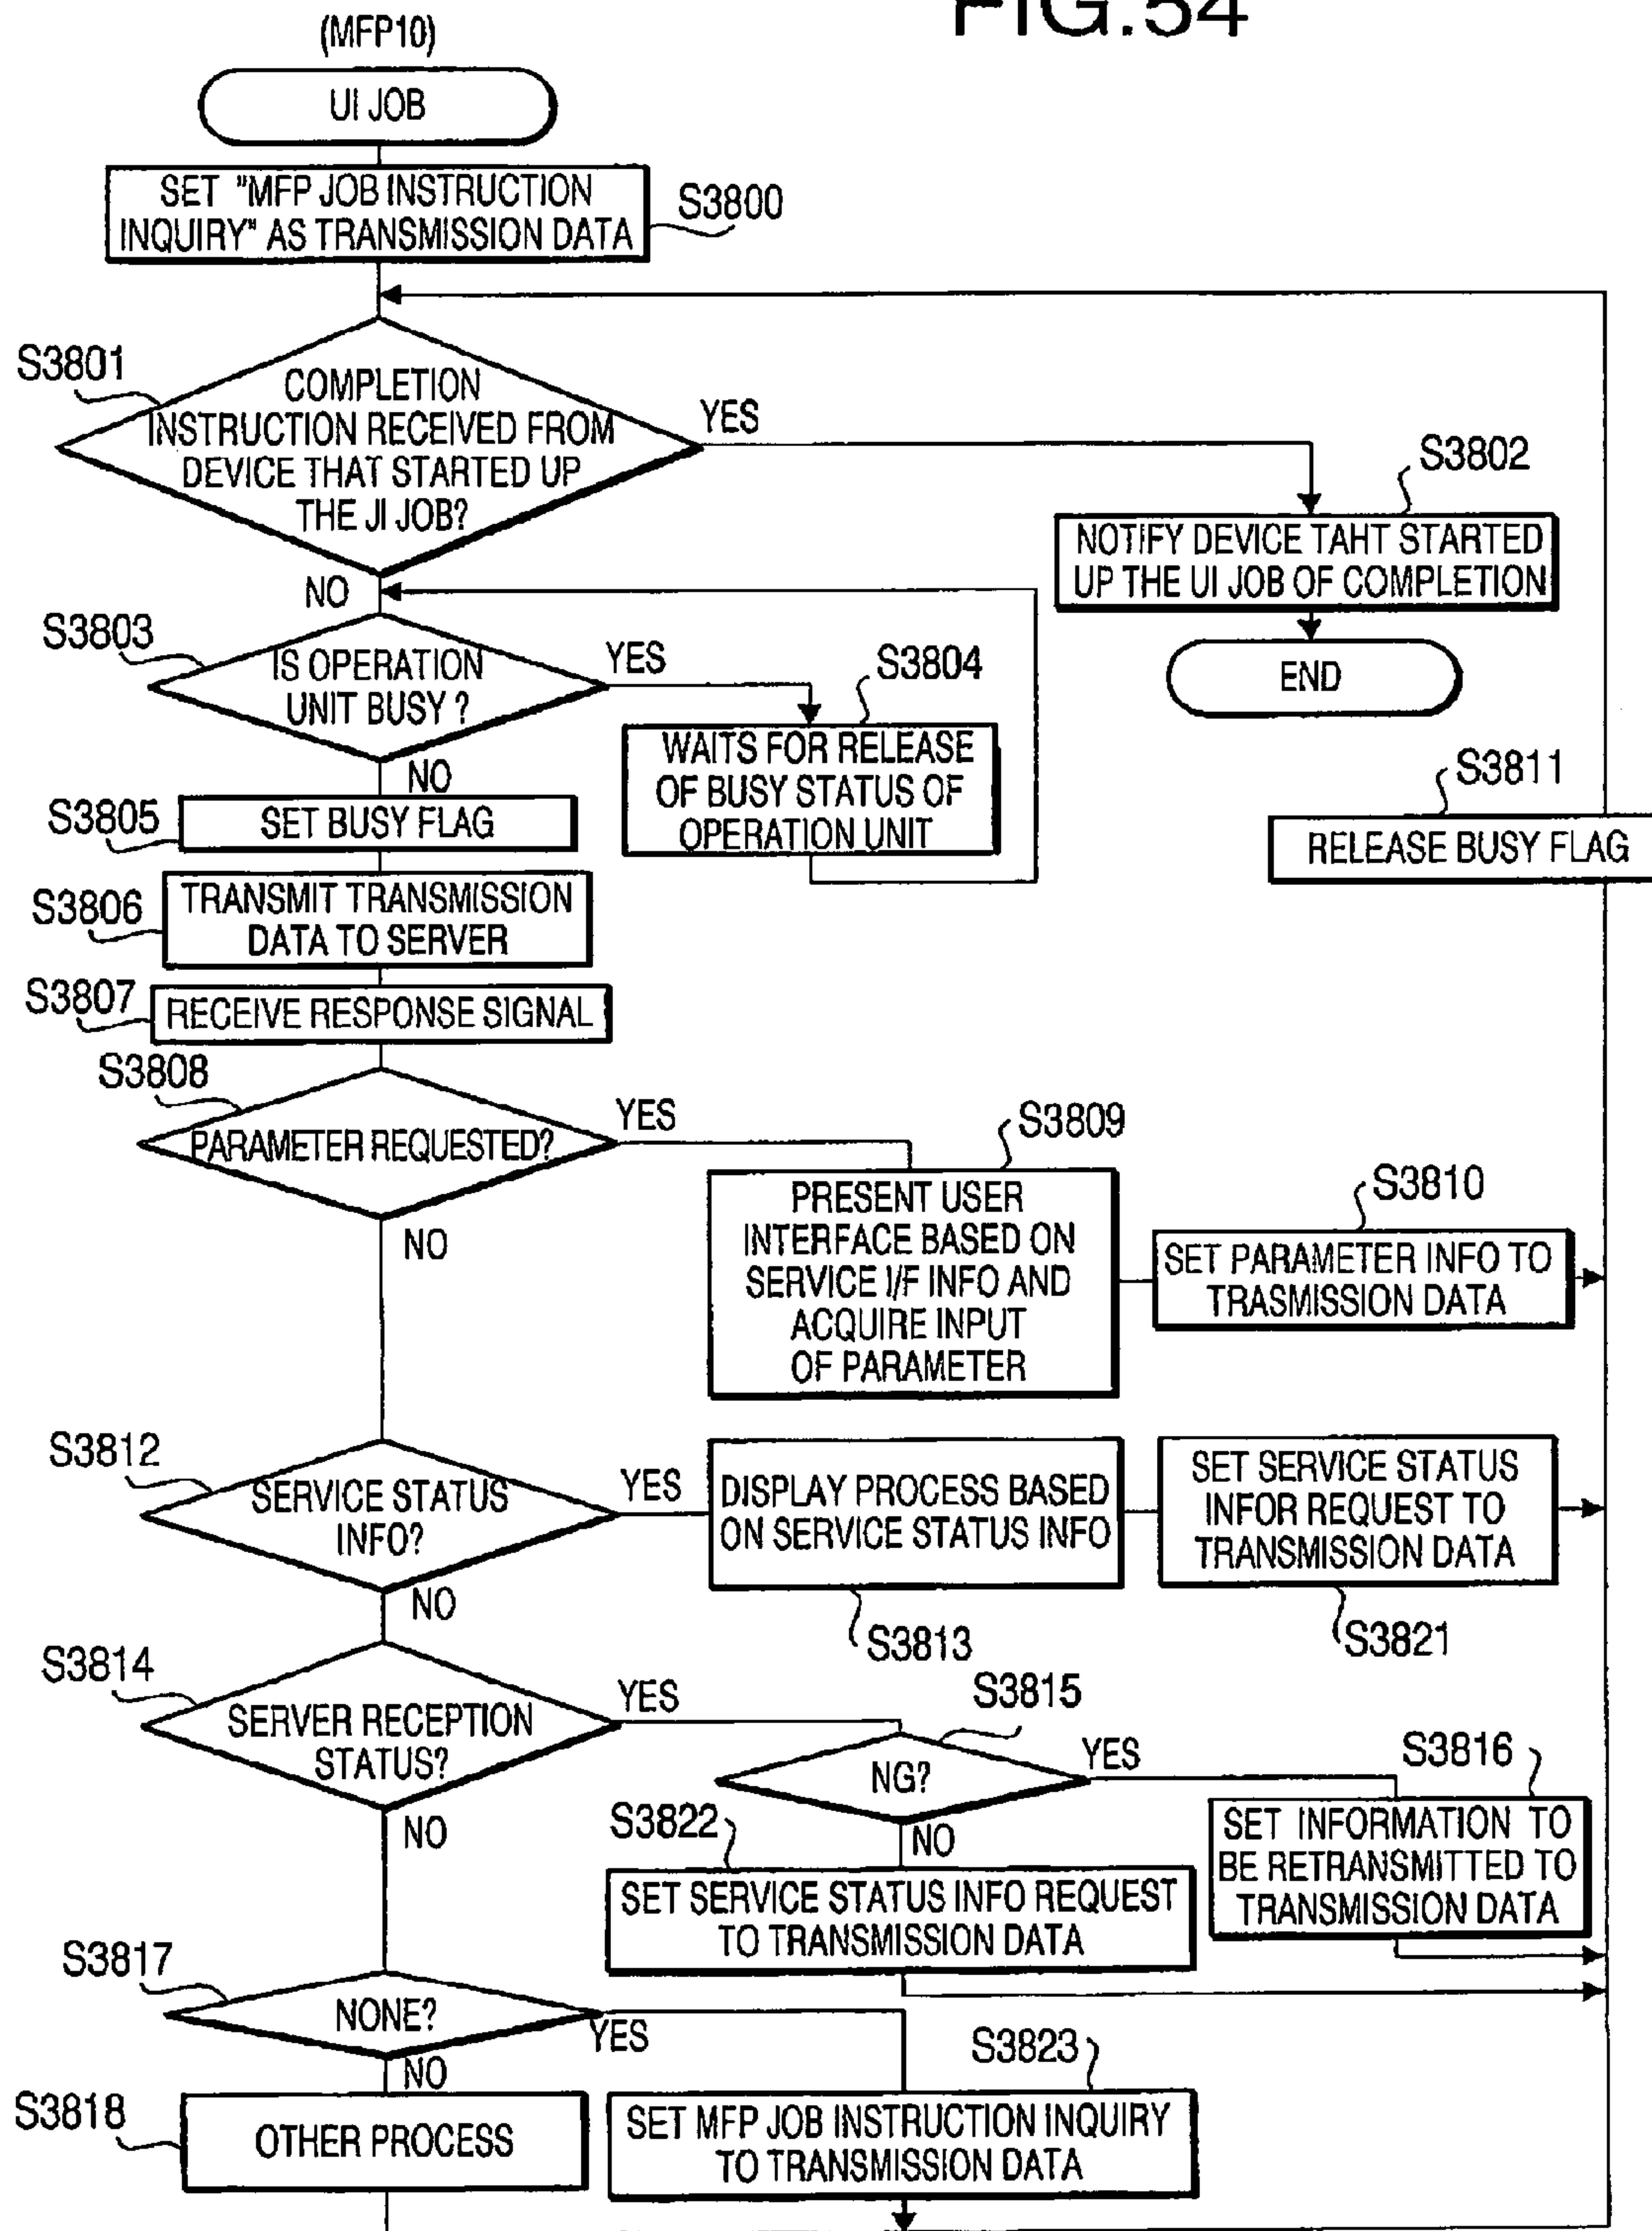 FIG.54
(MFP10)
UI JOB
SET "MFP JOB INSTRUCTION
INQUIRY" AS TRANSMISSION DATA
S3800
S3801
COMPLETION
INSTRUCTION RECEIVED FROM
DEVICE THAT STARTED UP
THE JI JOB?
YES
S3802
NOTIFY DEVICE TAHT STARTED
UP THE UI JOB OF COMPLETION
END
NO
S3803
IS OPERATION
UNIT BUSY ?
YES
S3804
WAITS FOR RELEASE
OF BUSY STATUS OF
OPERATION UNIT
NO
S3811
RELEASE BUSY FLAG
S3805
SET BUSY FLAG
S3806
TRANSMIT TRANSMISSION
DATA TO SERVER
S3807
RECEIVE RESPONSE SIGNAL
S3808
PARAMETER REQUESTED?
YES
S3809
PRESENT USER
INTERFACE BASED ON
SERVICE I/F INFO AND
ACQUIRE INPUT
OF PARAMETER
S3810
SET PARAMETER INFO TO
TRASMISSION DATA
NO
S3812
SERVICE STATUS
INFO?
YES
DISPLAY PROCESS BASED
ON SERVICE STATUS INFO
S3813
SET SERVICE STATUS
INFOR REQUEST TO
TRANSMISSION DATA
S3821
NO
S3814
SERVER RECEPTION
STATUS?
YES
S3815
NG?
YES
S3816
SET INFORMATION TO
BE RETRANSMITTED TO
TRANSMISSION DATA
NO
S3822
SET SERVICE STATUS INFO REQUEST
TO TRANSMISSION DATA
NO
S3817
NONE?
YES
S3823
SET MFP JOB INSTRUCTION INQUIRY
TO TRANSMISSION DATA
NO
S3818
OTHER PROCESS